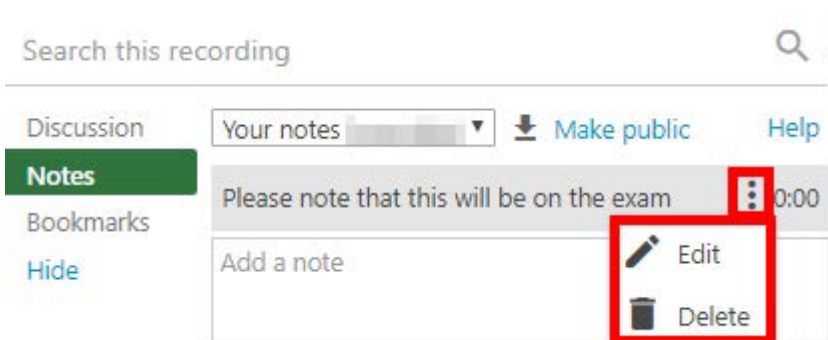 Search this recording
Discussion
Your notes
Make public
Help
Notes
Please note that this will be on the exam
0:00
Bookmarks
Add a note
Edit
Hide
Delete